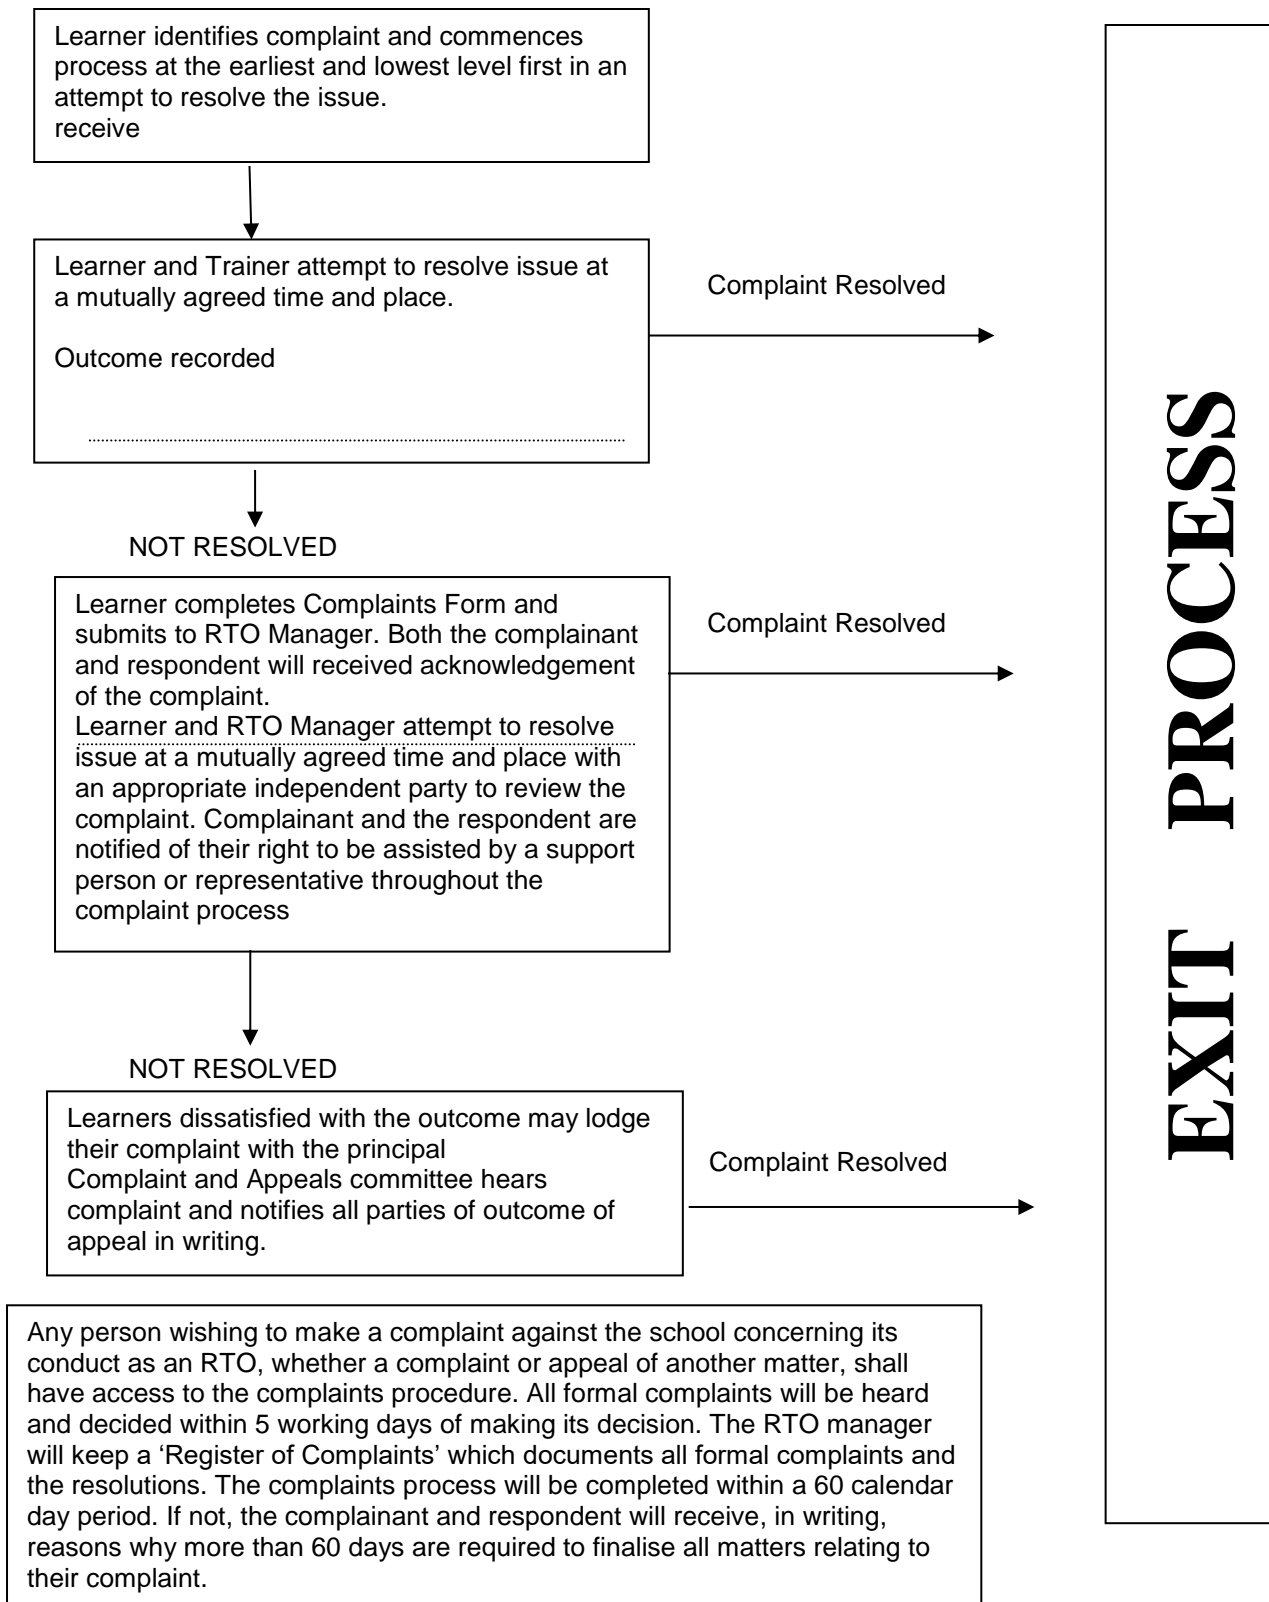 Learner identifies complaint and commences
process at the earliest and lowest level first in an
attempt to resolve the issue.
receive
Learner and Trainer attempt to resolve issue at
a mutually agreed time and place.
Outcome recorded
Complaint Resolved
NOT RESOLVED
Learner completes Complaints Form and
submits to RTO Manager. Both the complainant
and respondent will received acknowledgement
of the complaint.
Learner and RTO Manager attempt to resolve
issue at a mutually agreed time and place with
an appropriate independent party to review the
complaint. Complainant and the respondent are
notified of their right to be assisted by a support
person or representative throughout the
complaint process
Complaint Resolved
NOT RESOLVED
Learners dissatisfied with the outcome may lodge
their complaint with the principal
Complaint and Appeals committee hears
complaint and notifies all parties of outcome of
appeal in writing.
Complaint Resolved
Any person wishing to make a complaint against the school concerning its
conduct as an RTO, whether a complaint or appeal of another matter, shall
have access to the complaints procedure. All formal complaints will be heard
and decided within 5 working days of making its decision. The RTO manager
will keep a ‘Register of Complaints’ which documents all formal complaints and
the resolutions. The complaints process will be completed within a 60 calendar
day period. If not, the complainant and respondent will receive, in writing,
reasons why more than 60 days are required to finalise all matters relating to
their complaint.
EXIT PROCESS